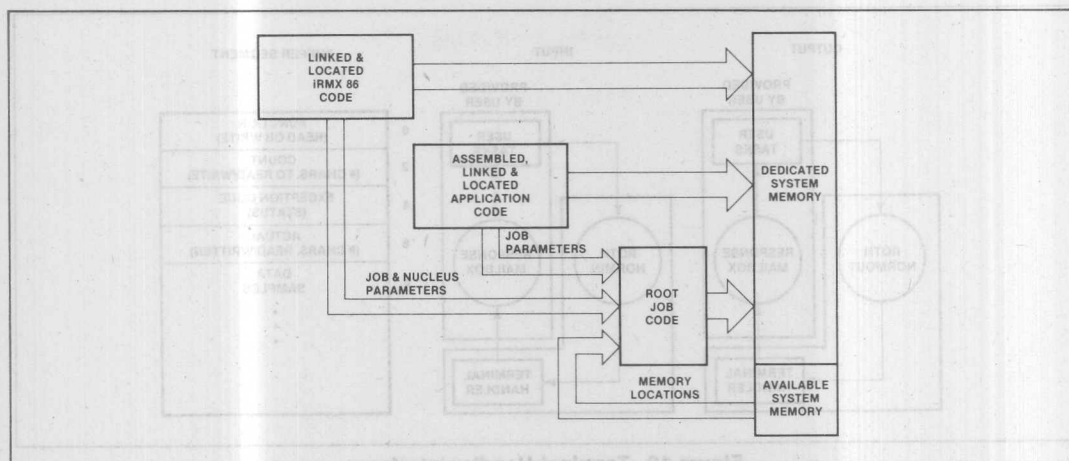 LINKED &
LOCATED
iRMX 86
CODE
ASSEMBLED,
LINKED &
LOCATED
APPLICATION
CODE
DEDICATED
SYSTEM
MEMORY
JOB
PARAMETERS
JOB & NUCLEUS
PARAMETERS
ROOT
JOB
CODE
MEMORY
LOCATIONS
AVAILABLE
SYSTEM
MEMORY